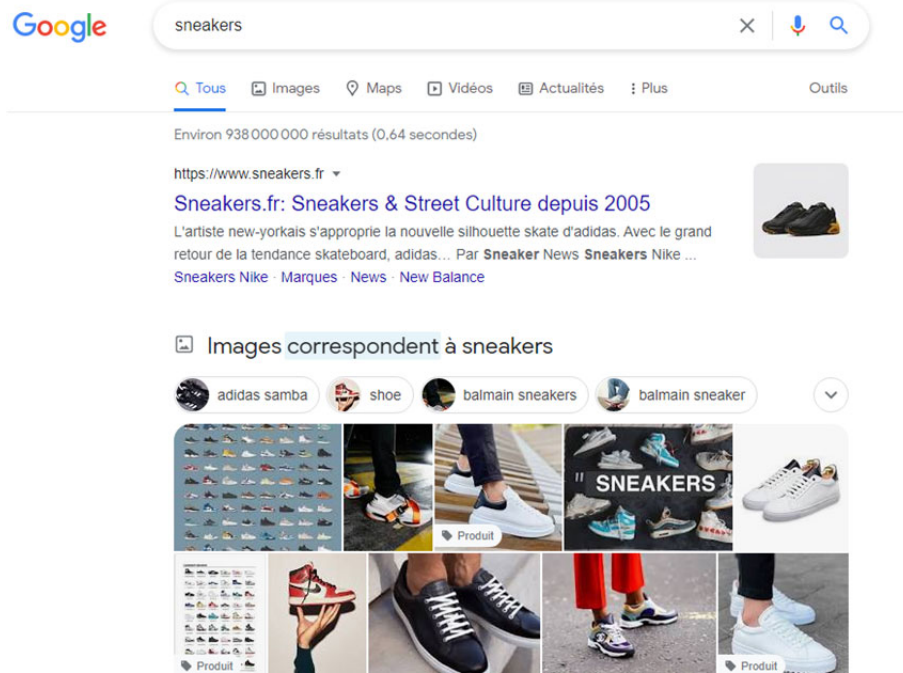 Google
sneakers
Tous Images Maps Vidéos Actualités : Plus Outils
Environ 938 000 000 résultats (0,64 secondes)
https://www.sneakers.fr
Sneakers.fr: Sneakers & Street Culture depuis 2005
L'artiste new-yorkais s'approprie la nouvelle silhouette skate d'adidas. Avec le grand
retour de la tendance skateboard, adidas... Par Sneaker News Sneakers Nike ...
Sneakers Nike · Marques · News · New Balance
Images correspondent à sneakers
adidas samba shoe balmain sneakers balmain sneaker
" SNEAKERS
Produit
Produit
Produit